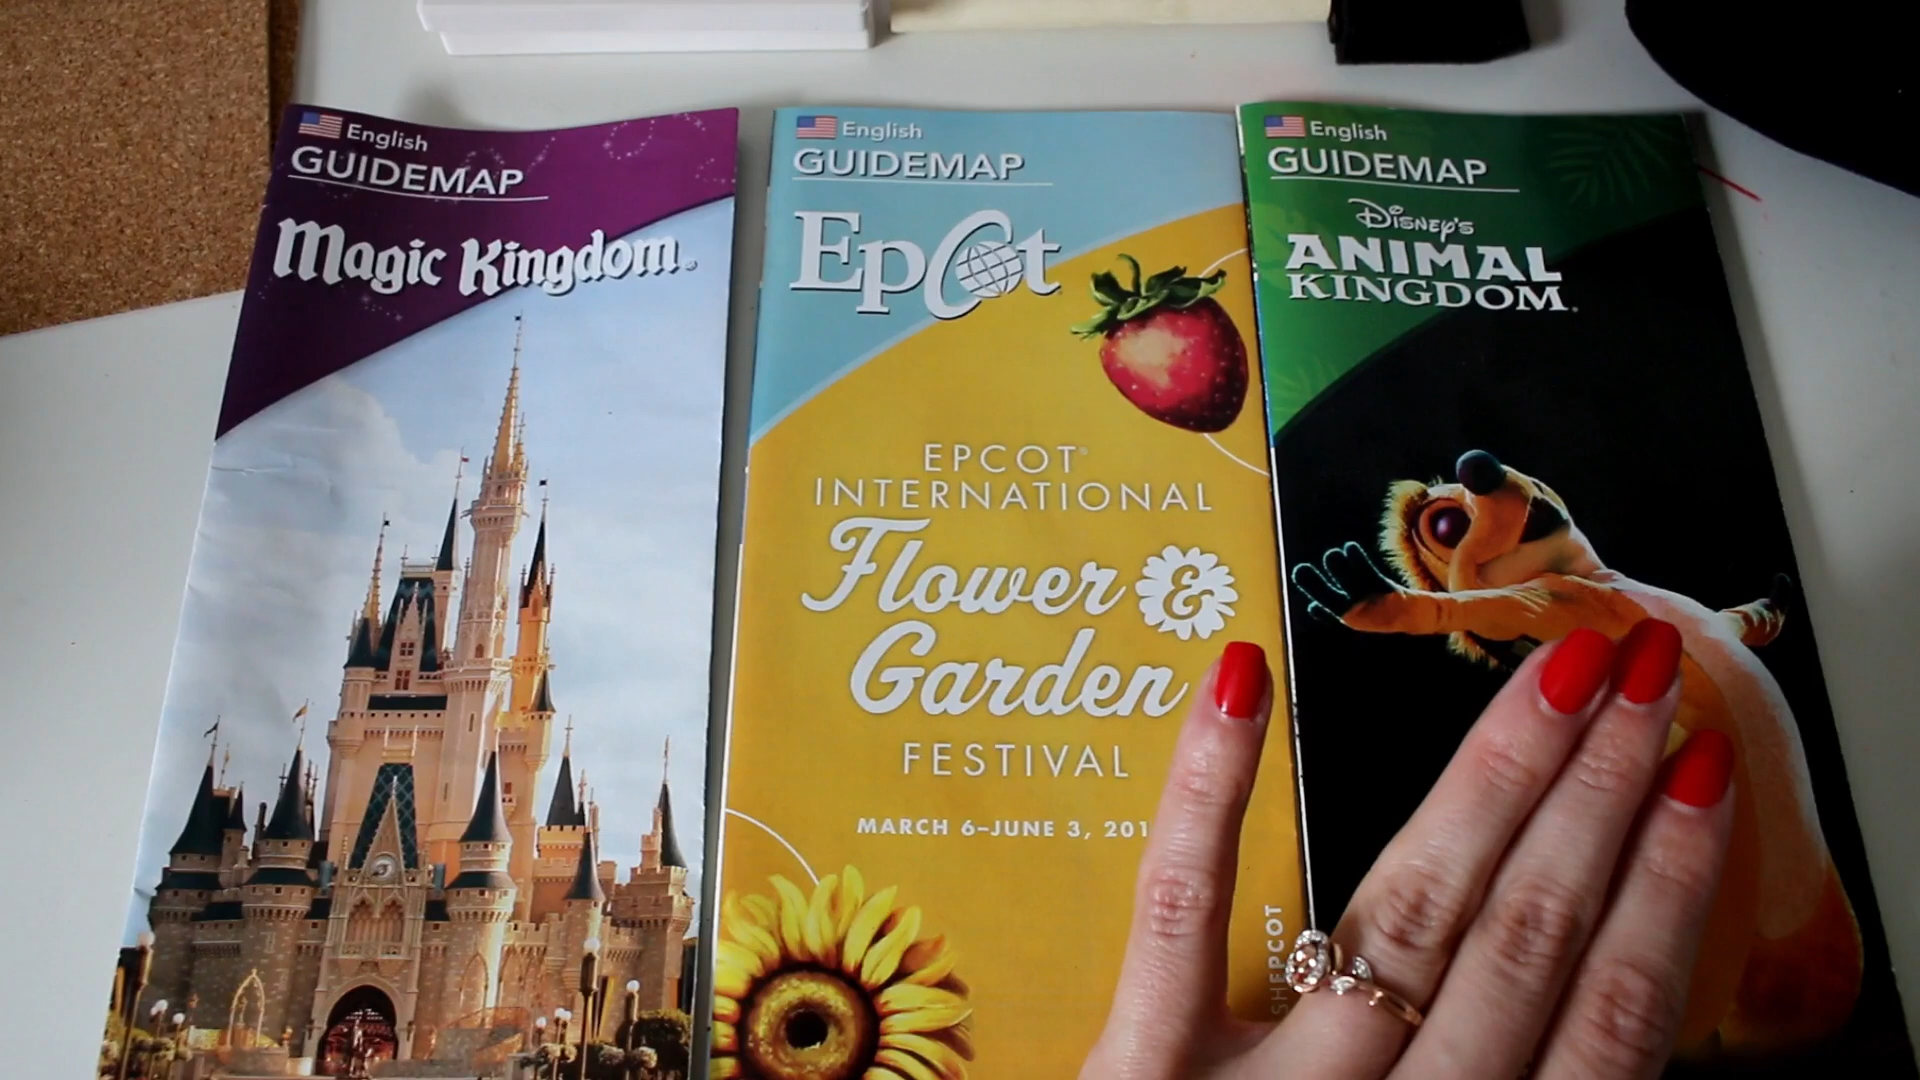 English
GUIDEMAP
Magic Kingdom
English
GUIDEMAP
Epcot
EPCOT®
INTERNATIONAL
Flower &
Garden
FESTIVAL
MARCH 6–JUNE 3, 201
English
GUIDEMAP
Disney's
ANIMAL
KINGDOM